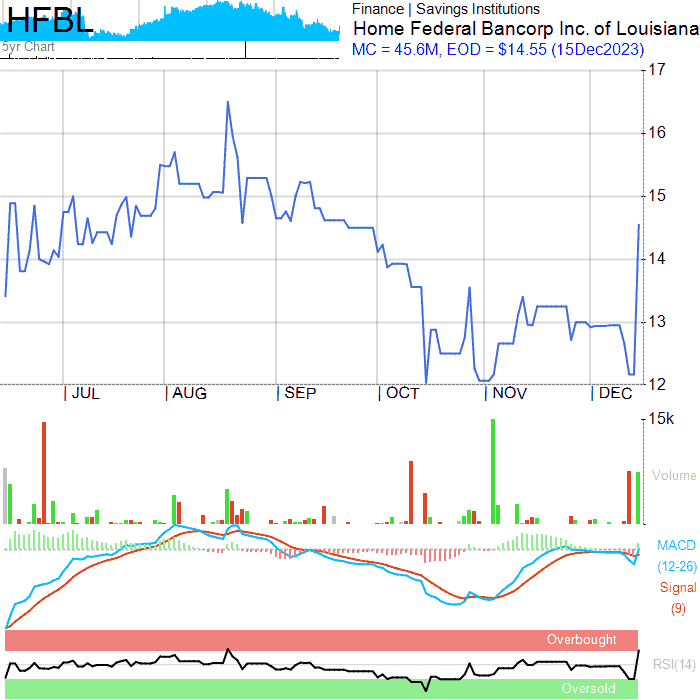 HFBL
5yr Chart
Finance | Savings Institutions
Home Federal Bancorp Inc. of Louisiana
MC = 45.6M, EOD = $14.55 (15Dec2023)
17
16
15
14
13
12
JUL AUG SEP OCT NOV DEC
15k
Volume
MACD
(12-26)
Signal
(9)
Overbought
RSI(14)
Oversold